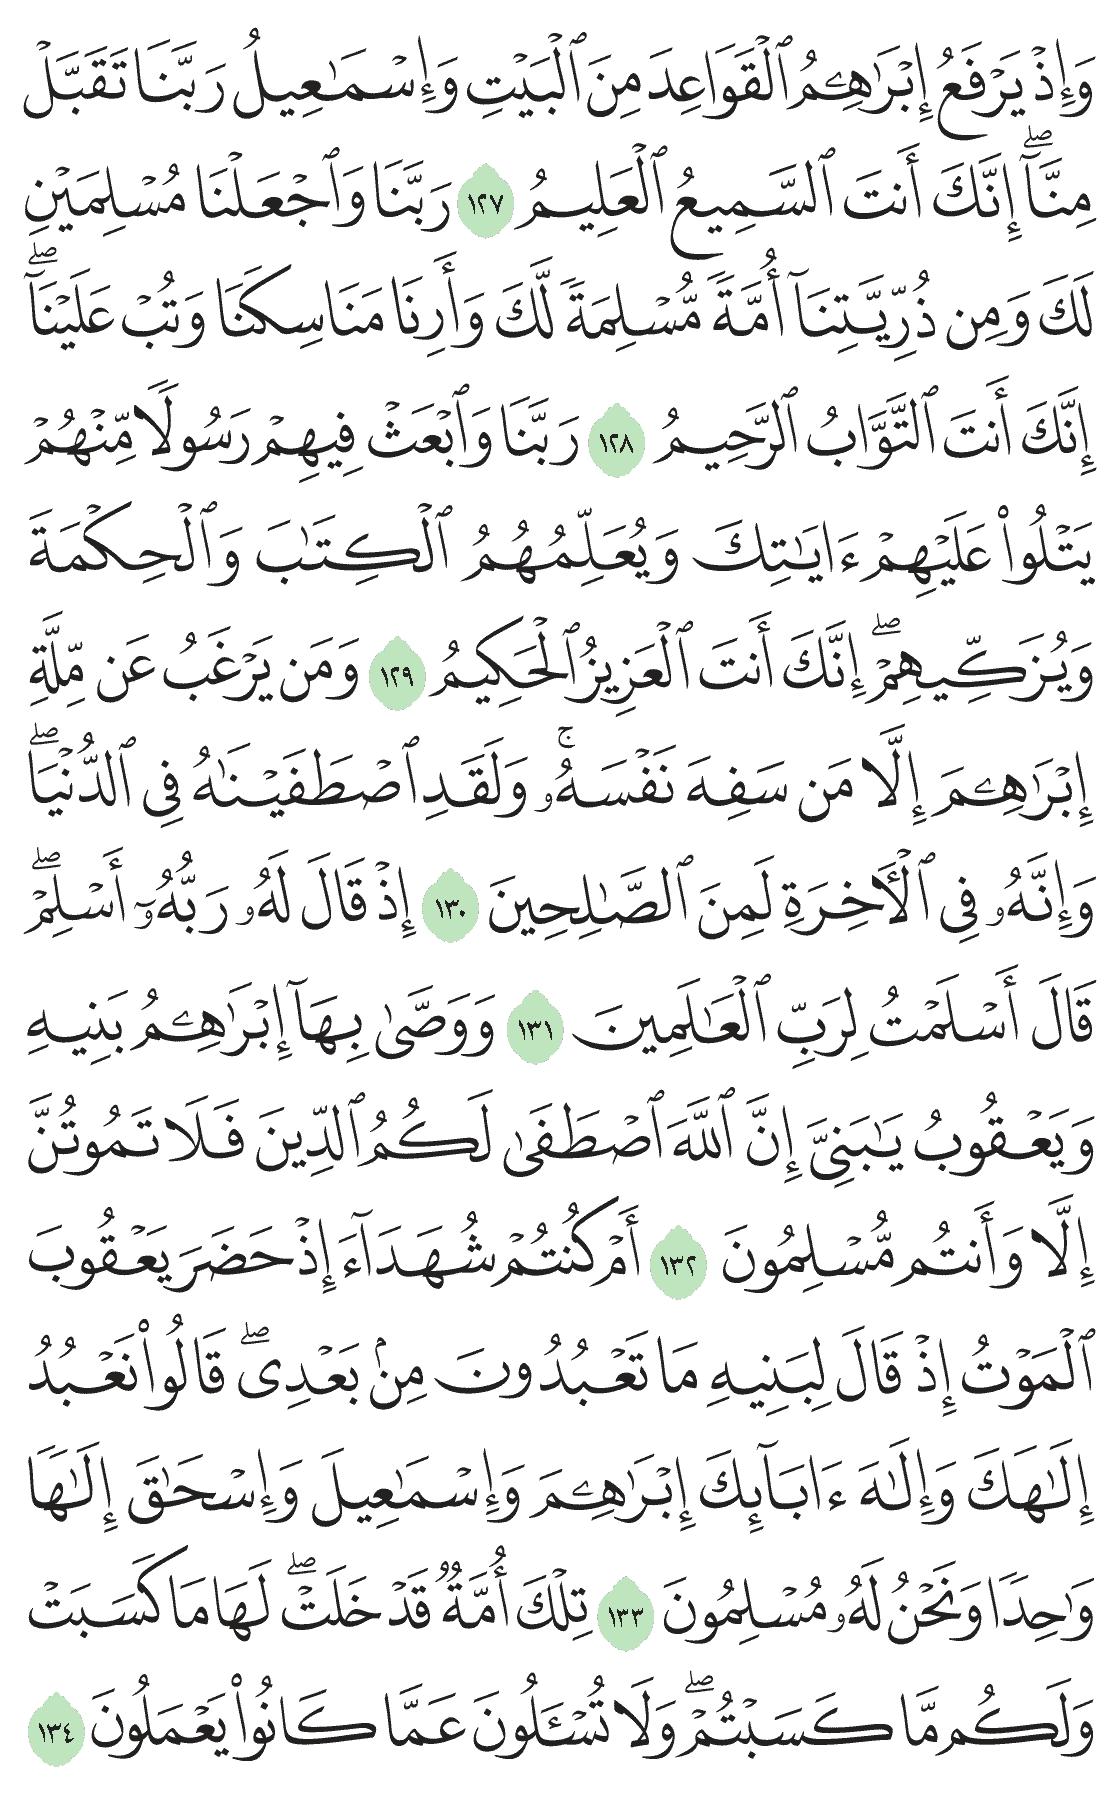 وَإِذْ يَرْفَعُ إِبْرَٰهِـۧمُ ٱلْقَوَاعِدَ مِنَ ٱلْبَيْتِ وَإِسْمَـٰعِيلُ رَبَّنَا تَقَبَّلْ
مِنَّآۖ إِنَّكَ أَنتَ ٱلسَّمِيعُ ٱلْعَلِيمُ ١٢٧ رَبَّنَا وَٱجْعَلْنَا مُسْلِمَيْنِ
لَكَ وَمِن ذُرِّيَّتِنَآ أُمَّةً مُّسْلِمَةً لَّكَ وَأَرِنَا مَنَاسِكَنَا وَتُبْ عَلَيْنَآۖ
إِنَّكَ أَنتَ ٱلتَّوَّابُ ٱلرَّحِيمُ ١٢٨ رَبَّنَا وَٱبْعَثْ فِيهِمْ رَسُولًا مِّنْهُمْ
يَتْلُوا۟ عَلَيْهِمْ ءَايَـٰتِكَ وَيُعَلِّمُهُمُ ٱلْكِتَـٰبَ وَٱلْحِكْمَةَ
وَيُزَكِّيهِمْۖ إِنَّكَ أَنتَ ٱلْعَزِيزُ ٱلْحَكِيمُ ١٢٩ وَمَن يَرْغَبُ عَن مِّلَّةِ
إِبْرَٰهِـۧمَ إِلَّا مَن سَفِهَ نَفْسَهُۥۚ وَلَقَدِ ٱصْطَفَيْنَـٰهُ فِى ٱلدُّنْيَاۖ
وَإِنَّهُۥ فِى ٱلْـَٔاخِرَةِ لَمِنَ ٱلصَّـٰلِحِينَ ١٣٠ إِذْ قَالَ لَهُۥ رَبُّهُۥٓ أَسْلِمْۖ
قَالَ أَسْلَمْتُ لِرَبِّ ٱلْعَـٰلَمِينَ ١٣١ وَوَصَّىٰ بِهَآ إِبْرَٰهِـۧمُ بَنِيهِ
وَيَعْقُوبُ يَـٰبَنِىَّ إِنَّ ٱللَّهَ ٱصْطَفَىٰ لَكُمُ ٱلدِّينَ فَلَا تَمُوتُنَّ
إِلَّا وَأَنتُم مُّسْلِمُونَ ١٣٢ أَمْ كُنتُمْ شُهَدَآءَ إِذْ حَضَرَ يَعْقُوبَ
ٱلْمَوْتُ إِذْ قَالَ لِبَنِيهِ مَا تَعْبُدُونَ مِنۢ بَعْدِىۖ قَالُوا۟ نَعْبُدُ
إِلَـٰهَكَ وَإِلَـٰهَ ءَابَآئِكَ إِبْرَٰهِـۧمَ وَإِسْمَـٰعِيلَ وَإِسْحَـٰقَ إِلَـٰهًا
وَٰحِدًا وَنَحْنُ لَهُۥ مُسْلِمُونَ ١٣٣ تِلْكَ أُمَّةٌ قَدْ خَلَتْۖ لَهَا مَا كَسَبَتْ
وَلَكُم مَّا كَسَبْتُمْۖ وَلَا تُسْـَٔلُونَ عَمَّا كَانُوا۟ يَعْمَلُونَ ١٣٤